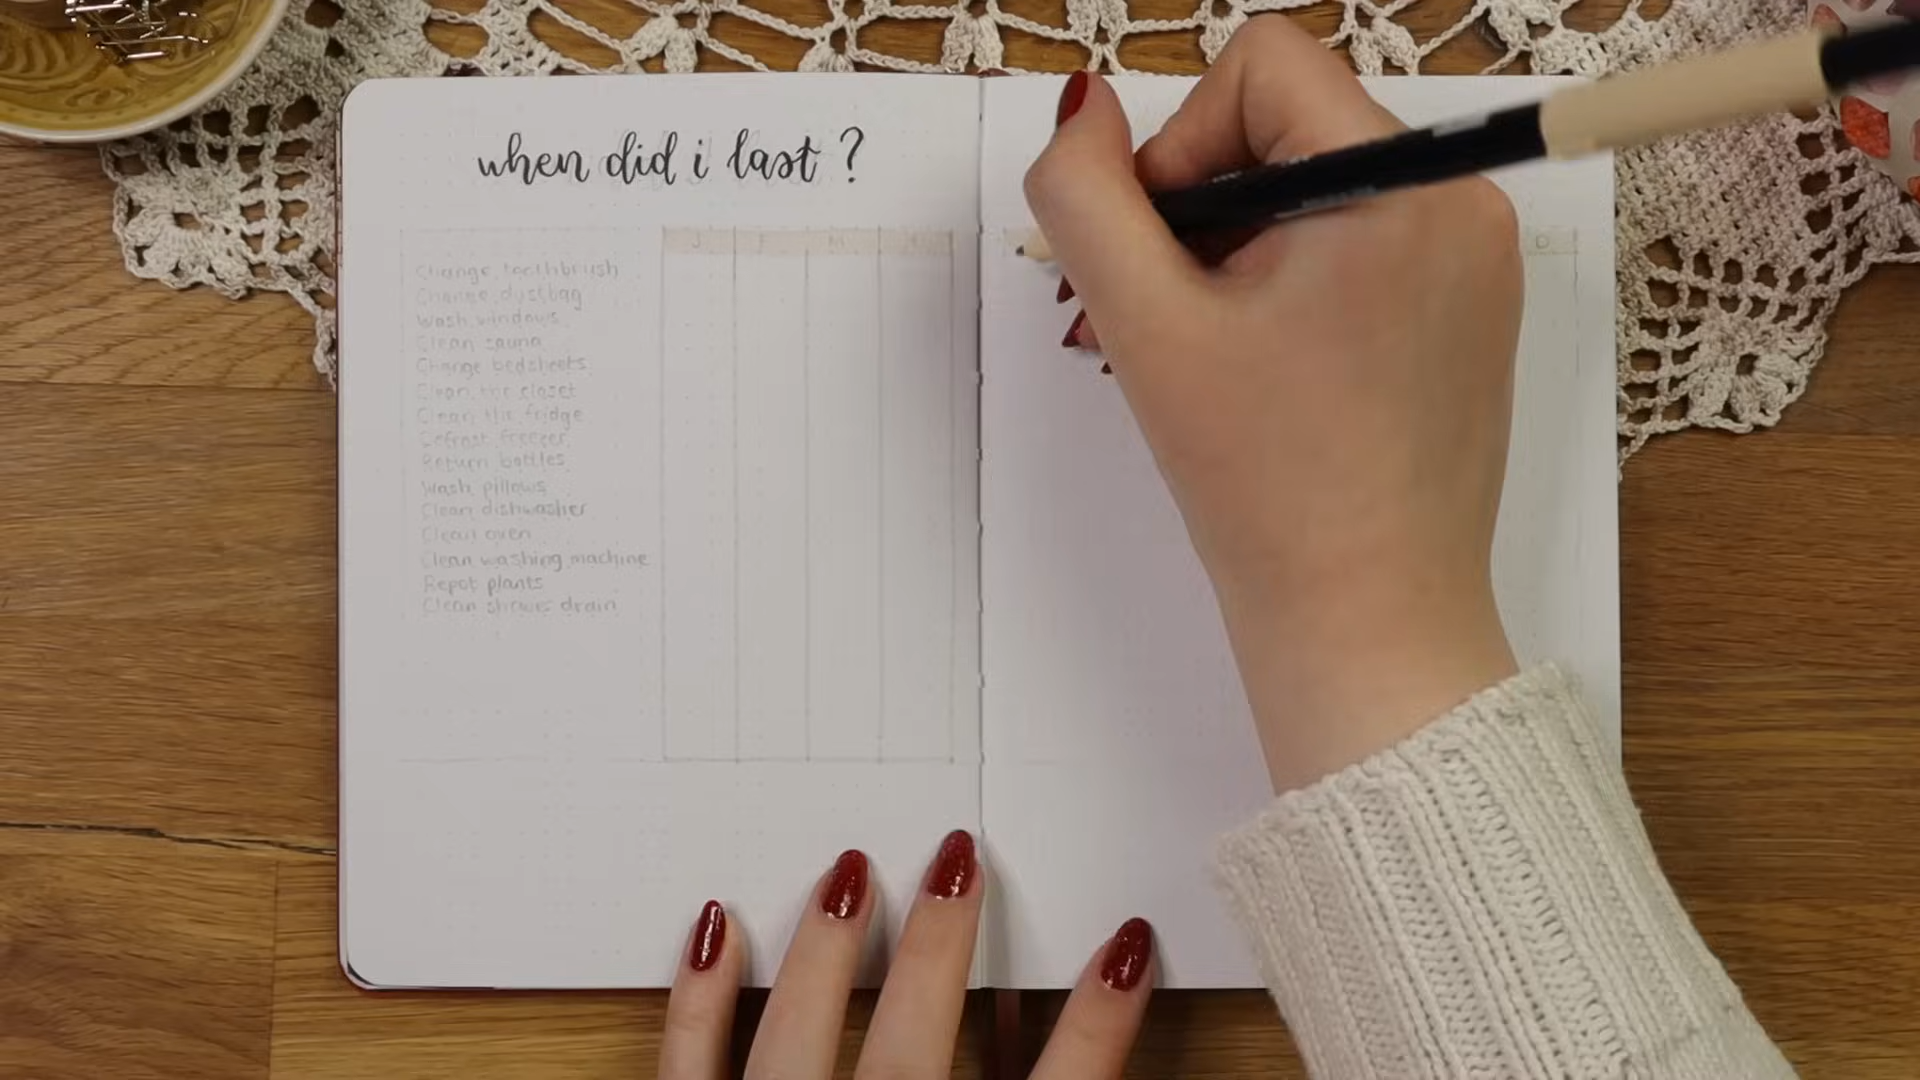 when did i last ?
J F M A
D
Change toothbrush
Change dustbag
Wash windows
Clean sauna
Change bedsheets
Clean the closet
Clean the fridge
Defrost freezer
Return bottles
Wash pillows
Clean dishwasher
Clean oven
Clean washing machine
Repot plants
Clean shower drain